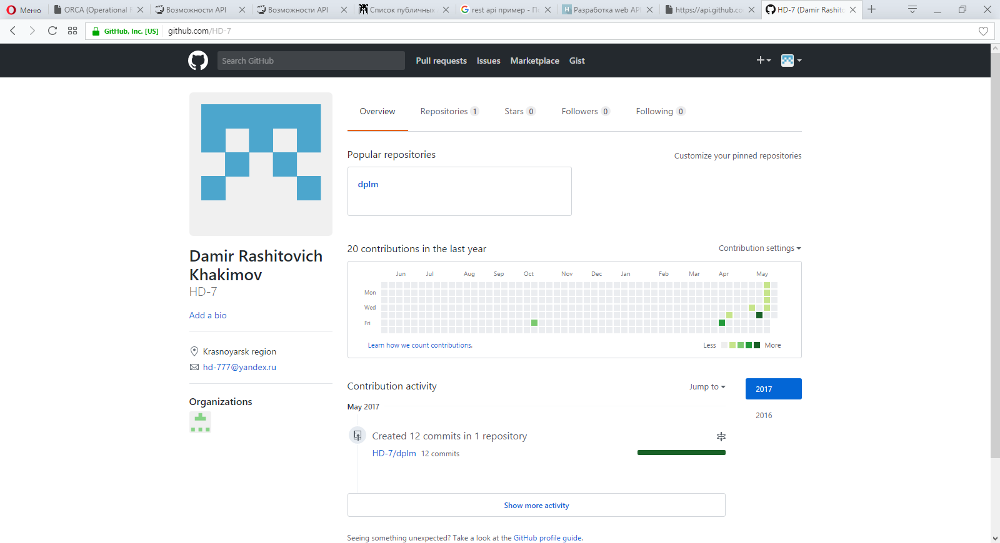 Меню
ORCA (Operational
Возможности API
Возможности API
Список публичных
rest api пример - По
Разработка web API
https://api.github.co
HD-7 (Damir Rashito
GitHub, Inc. [US]
github.com/HD-7
Search GitHub
Pull requests
Issues
Marketplace
Gist
Overview
Repositories 1
Stars 0
Followers 0
Following 0
Popular repositories
Customize your pinned repositories
dplm
Damir Rashitovich
Khakimov
HD-7
Add a bio
Krasnoyarsk region
hd-777@yandex.ru
Organizations
20 contributions in the last year
Contribution settings
Jun Jul Aug Sep Oct Nov Dec Jan Feb Mar Apr May
Mon
Wed
Fri
Learn how we count contributions.
Less
More
Contribution activity
Jump to
2017
2016
May 2017
Created 12 commits in 1 repository
HD-7/dplm 12 commits
Show more activity
Seeing something unexpected? Take a look at the GitHub profile guide.